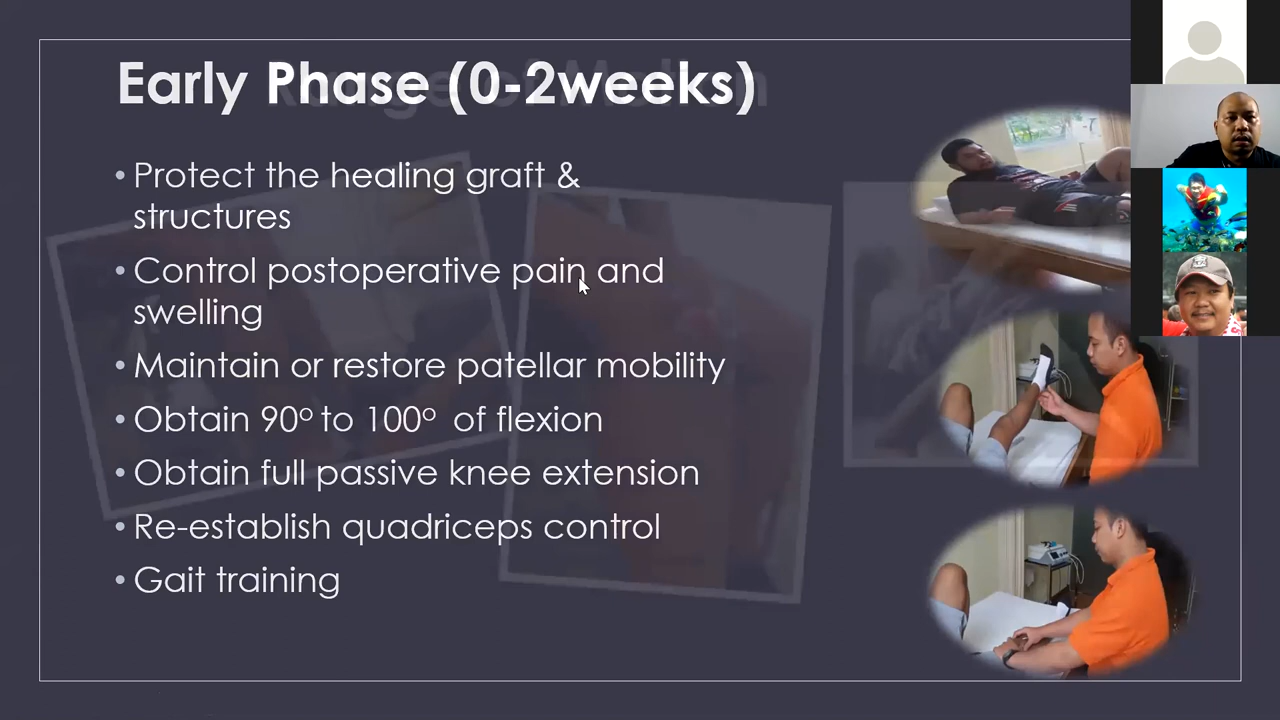 Early Phase (0-2weeks)
• Protect the healing graft &
structures
• Control postoperative pain and
swelling
• Maintain or restore patellar mobility
• Obtain 90° to 100° of flexion
• Obtain full passive knee extension
• Re-establish quadriceps control
• Gait training